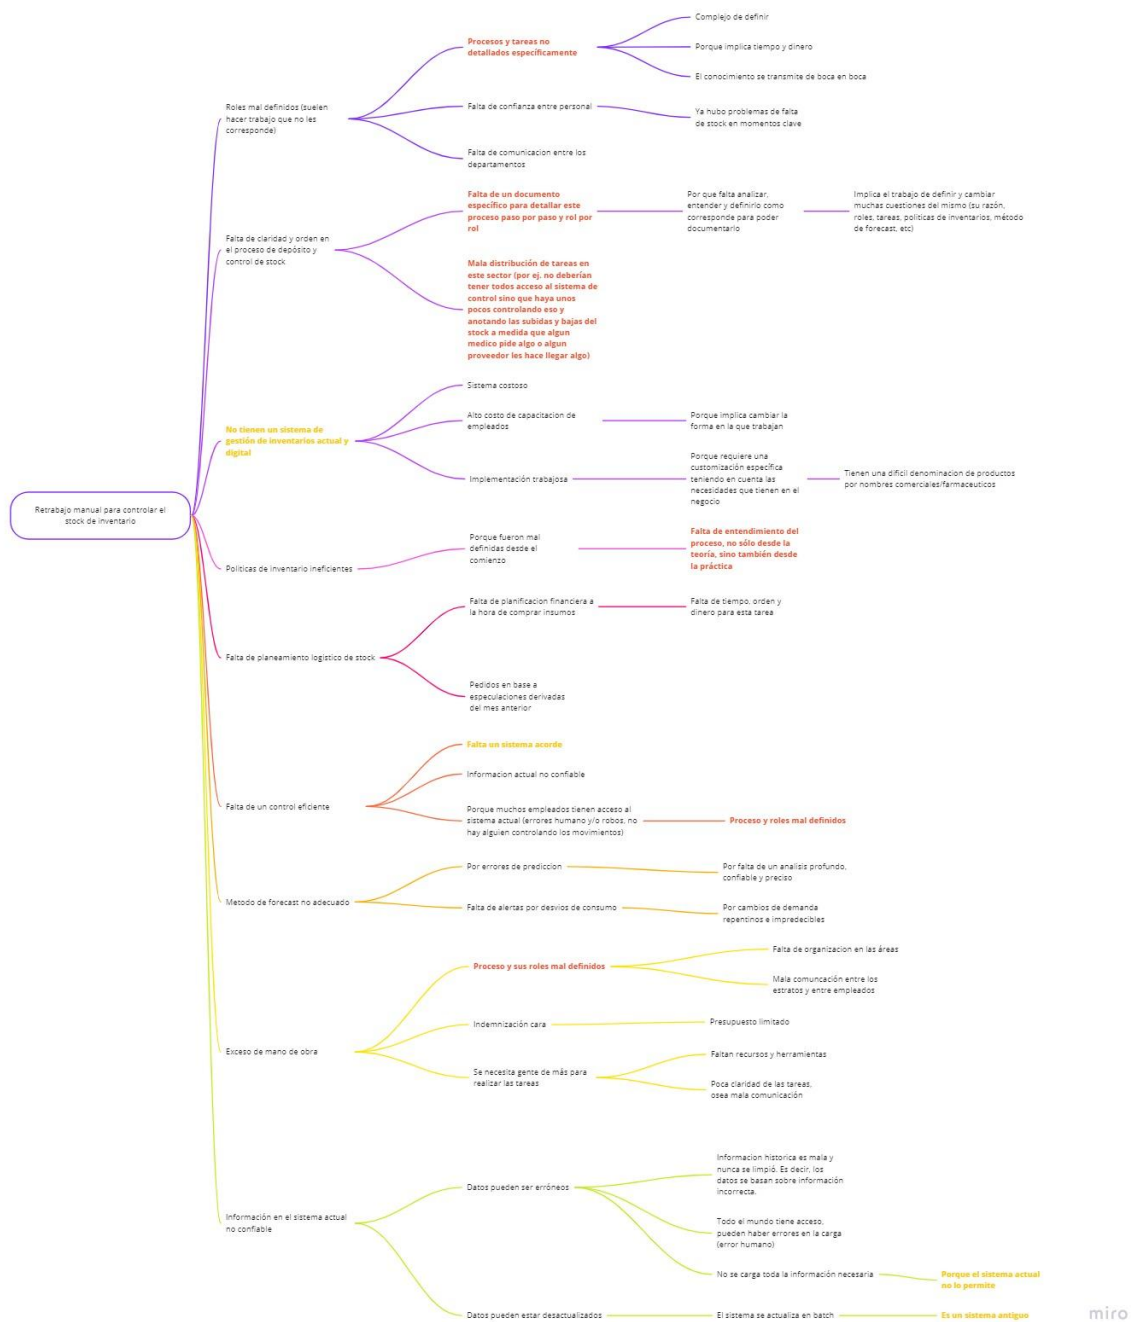 Retrabajo manual para controlar el
stock de inventario
Roles mal definidos (suelen
hacer trabajo que no les
corresponde)
Procesos y tareas no
detallados específicamente
Complejo de definir
Porque implica tiempo y dinero
El conocimiento se transmite de boca en boca
Falta de confianza entre personal
Ya hubo problemas de falta
de stock en momentos clave
Falta de comunicacion entre los
departamentos
Falta de claridad y orden en
el proceso de depósito y
control de stock
Falta de un documento
específico para detallar este
proceso paso por paso y rol por
rol
Por que falta analizar,
entender y definirlo como
corresponde para poder
documentarlo
Implica el trabajo de definir y cambiar
muchas cuestiones del mismo (su razón,
roles, tareas, politicas de inventarios, método
de forecast, etc)
Mala distribución de tareas en
este sector (por ej. no deberían
tener todos acceso al sistema de
control sino que haya unos
pocos controlando eso y
anotando las subidas y bajas del
stock a medida que algun
medico pide algo o algun
proveedor les hace llegar algo)
No tienen un sistema de
gestión de inventarios actual y
digital
Sistema costoso
Alto costo de capacitacion de
empleados
Porque implica cambiar la
forma en la que trabajan
Implementación trabajosa
Porque requiere una
customización específica
teniendo en cuenta las
necesidades que tienen en el
negocio
Tienen una dificil denominacion de productos
por nombres comerciales/farmaceuticos
Politicas de inventario ineficientes
Porque fueron mal
definidas desde el
comienzo
Falta de entendimiento del
proceso, no sólo desde la
teoría, sino también desde
la práctica
Falta de planeamiento logistico de stock
Falta de planificacion financiera a
la hora de comprar insumos
Falta de tiempo, orden y
dinero para esta tarea
Pedidos en base a
especulaciones derivadas
del mes anterior
Falta de un control eficiente
Falta un sistema acorde
Informacion actual no confiable
Porque muchos empleados tienen acceso al
sistema actual (errores humano y/o robos, no
hay alguien controlando los movimientos)
Proceso y roles mal definidos
Metodo de forecast no adecuado
Por errores de prediccion
Por falta de un analisis profundo,
confiable y preciso
Falta de alertas por desvios de consumo
Por cambios de demanda
repentinos e impredecibles
Exceso de mano de obra
Proceso y sus roles mal definidos
Falta de organizacion en las áreas
Mala comuncación entre los
estratos y entre empleados
Indemnización cara
Presupuesto limitado
Se necesita gente de más para
realizar las tareas
Faltan recursos y herramientas
Poca claridad de las tareas,
osea mala comunicación
Información en el sistema actual
no confiable
Datos pueden ser erróneos
Informacion historica es mala y
nunca se limpió. Es decir, los
datos se basan sobre información
incorrecta.
Todo el mundo tiene acceso,
pueden haber errores en la carga
(error humano)
No se carga toda la información necesaria
Porque el sistema actual
no lo permite
Datos pueden estar desactualizados
El sistema se actualiza en batch
Es un sistema antiguo
miro